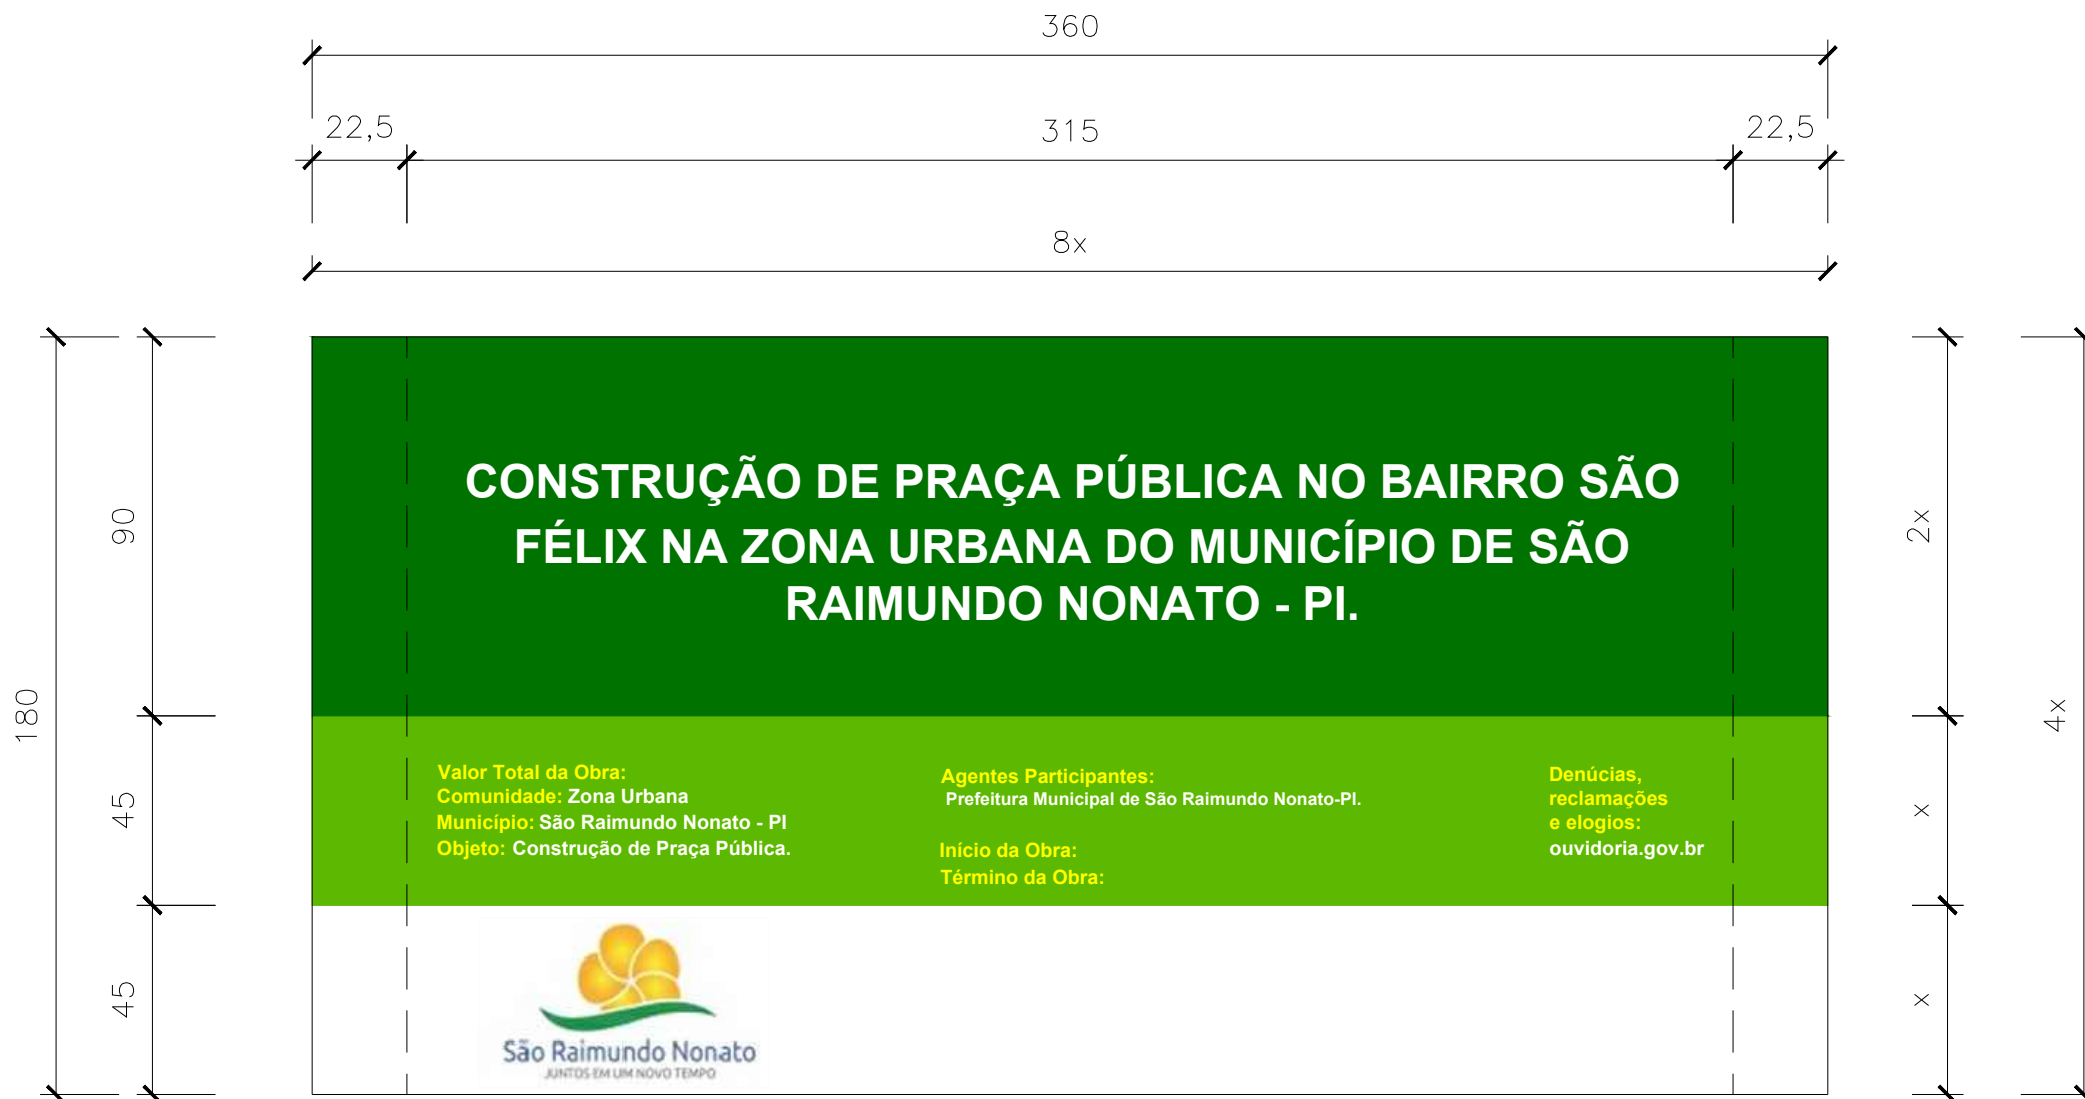 360
22,5
315
22,5
8x
CONSTRUÇÃO DE PRAÇA PÚBLICA NO BAIRRO SÃO
FÉLIX NA ZONA URBANA DO MUNICÍPIO DE SÃO
RAIMUNDO NONATO - PI.
180
90
45
45
2x
x
x
4x
Valor Total da Obra:
Comunidade: Zona Urbana
Município: São Raimundo Nonato - PI
Objeto: Construção de Praça Pública.
Agentes Participantes:
Prefeitura Municipal de São Raimundo Nonato-PI.
Início da Obra:
Término da Obra:
Denúcias,
reclamações
e elogios:
ouvidoria.gov.br
São Raimundo Nonato
JUNTOS EM UM NOVO TEMPO